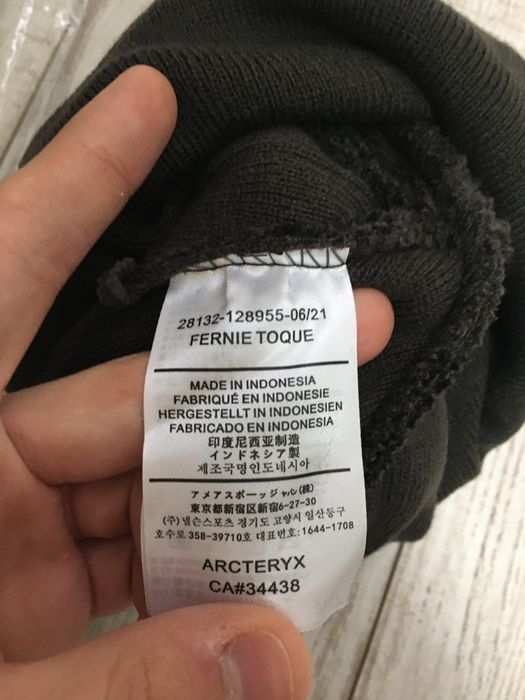 28132-128955-06/21
FERNIE TOQUE
MADE IN INDONESIA
FABRIQUÉ EN INDONESIE
HERGESTELLT IN INDONESIEN
FABRICADO EN INDONESIA
印度尼西亚制造
インドネシア製
제조국명인도네시아
アメアスポーッジャパン(株)
東京都新宿区新宿6-27-30
(주) 넬슨스포츠 경기도 고양시 일산동구
호수로 358-39710호 대표번호: 1644-1708
ARCTERYX
CA#34438